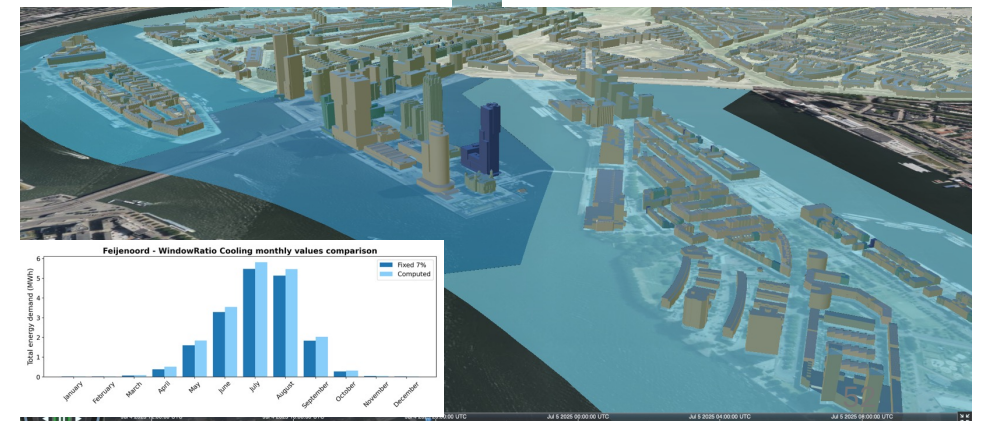 Feijenoord - WindowRatio Cooling monthly values comparison
Total energy demand (MWh)
6
5
4
3
2
1
0
Fixed 7%
Computed
January
February
March
April
May
June
July
August
September
October
November
December
00 UTC
Jul 5 2025 00:00:00 UTC
Jul 5 2025 04:00:00 UTC
Jul 5 2025 08:00:00 UTC